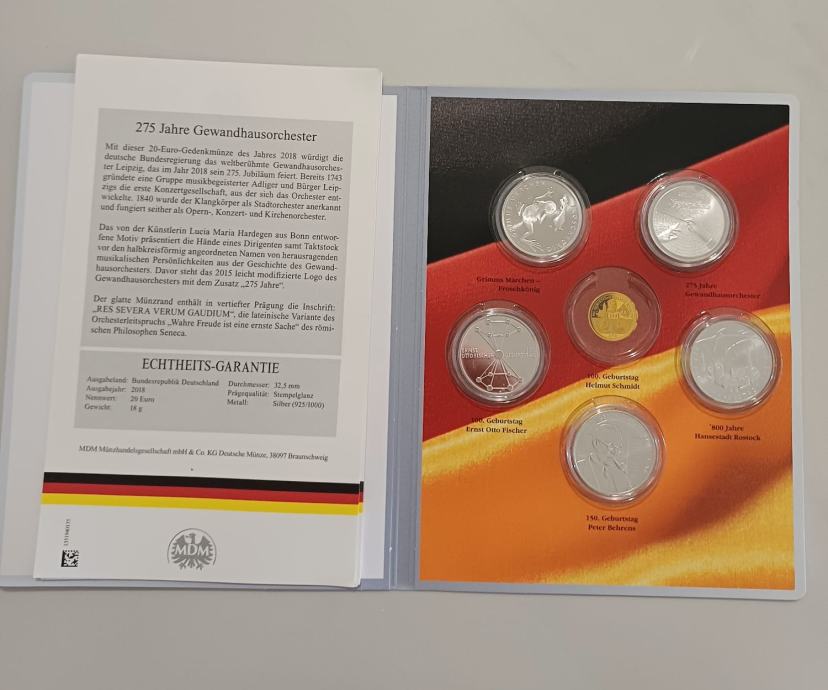 275 Jahre Gewandhausorchester
Mit dieser 20-Euro-Gedenkmünze des Jahres 2018 würdigt die
deutsche Bundesregierung das weltberühmte Gewandhausorches-
ter Leipzig, das im Jahr 2018 sein 275. Jubiläum feiert. Bereits 1743
gründete eine Gruppe musikbegeisterter Adliger und Bürger Leip-
zigs die erste Konzertgesellschaft, aus der sich das Orchester ent-
wickelte. 1840 wurde der Klangkörper als Stadtorchester anerkannt
und fungiert seither als Opern-, Konzert- und Kirchenorchester.
Das von der Künstlerin Lucia Maria Hardegen aus Bonn entwor-
fene Motiv präsentiert die Hände eines Dirigenten samt Taktstock
vor den halbkreisförmig angeordneten Namen von herausragenden
musikalischen Persönlichkeiten aus der Geschichte des Gewand-
hausorchesters. Davor steht das 2015 leicht modifizierte Logo des
Gewandhausorchesters mit dem Zusatz „275 Jahre“.
Der glatte Münzrand enthält in vertiefter Prägung die Inschrift:
„RES SEVERA VERUM GAUDIUM“, die lateinische Variante des
Orchesterleitspruchs „Wahre Freude ist eine ernste Sache“ des römi-
schen Philosophen Seneca.
ECHTHEITS-GARANTIE
Ausgabeland: Bundesrepublik Deutschland
Ausgabejahr: 2018
Nennwert: 20 Euro
Gewicht: 18 g
Durchmesser: 32,5 mm
Prägequalität: Stempelglanz
Metall: Silber (925/1000)
MDM Münzhandelsgesellschaft mbH & Co. KG Deutsche Münze, 38097 Braunschweig
MDM
Grimms Märchen –
Froschkönig
275 Jahre
Gewandhausorchester
100. Geburtstag
Helmut Schmidt
ERNST
OTTO FISCHER
100. Geburtstag
Ernst Otto Fischer
800 Jahre
Hansestadt Rostock
150. Geburtstag
Peter Behrens